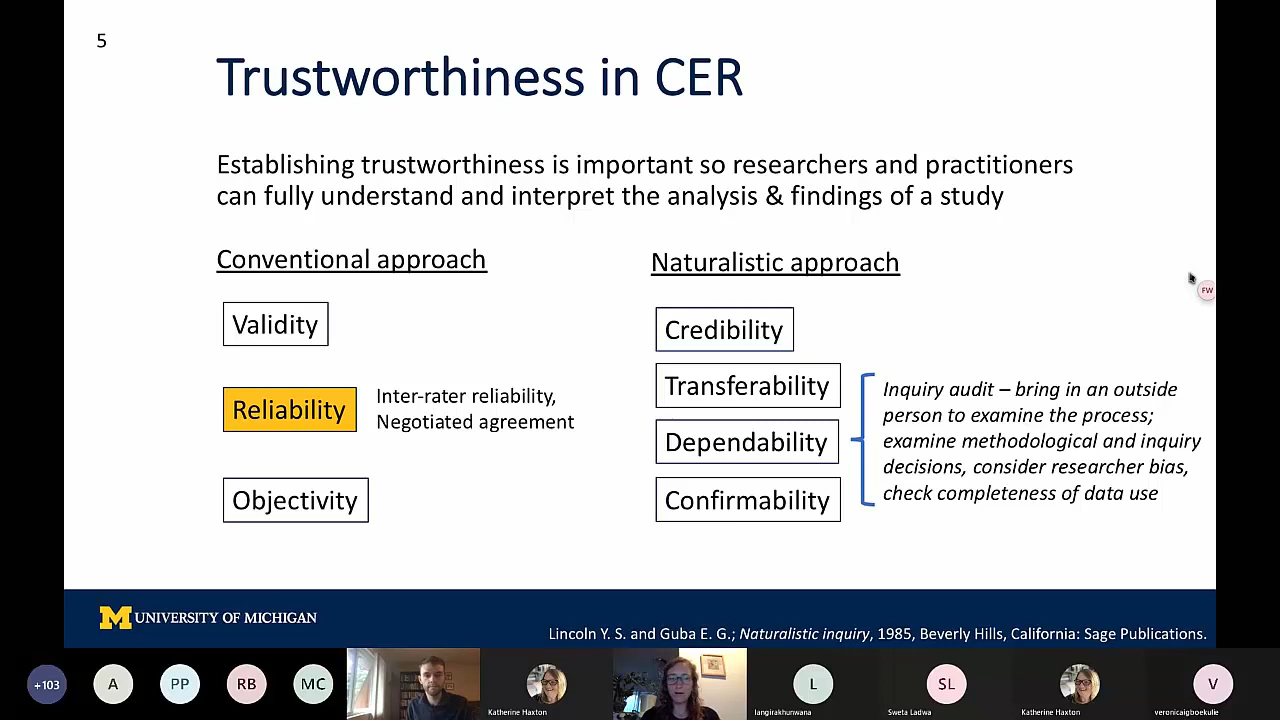 5
Trustworthiness in CER
Establishing trustworthiness is important so researchers and practitioners
can fully understand and interpret the analysis & findings of a study
Conventional approach
Validity
Reliability
Inter-rater reliability,
Negotiated agreement
Objectivity
Naturalistic approach
Credibility
Transferability
Dependability
Confirmability
Inquiry audit – bring in an outside
person to examine the process;
examine methodological and inquiry
decisions, consider researcher bias,
check completeness of data use
FW
M UNIVERSITY OF MICHIGAN
Lincoln Y. S. and Guba E. G.; Naturalistic inquiry, 1985, Beverly Hills, California: Sage Publications.
+103
A
PP
RB
MC
Katherine Haxton
L
langirakhunwana
SL
Sweta Ladwa
Katherine Haxton
V
veronicaigboekulie